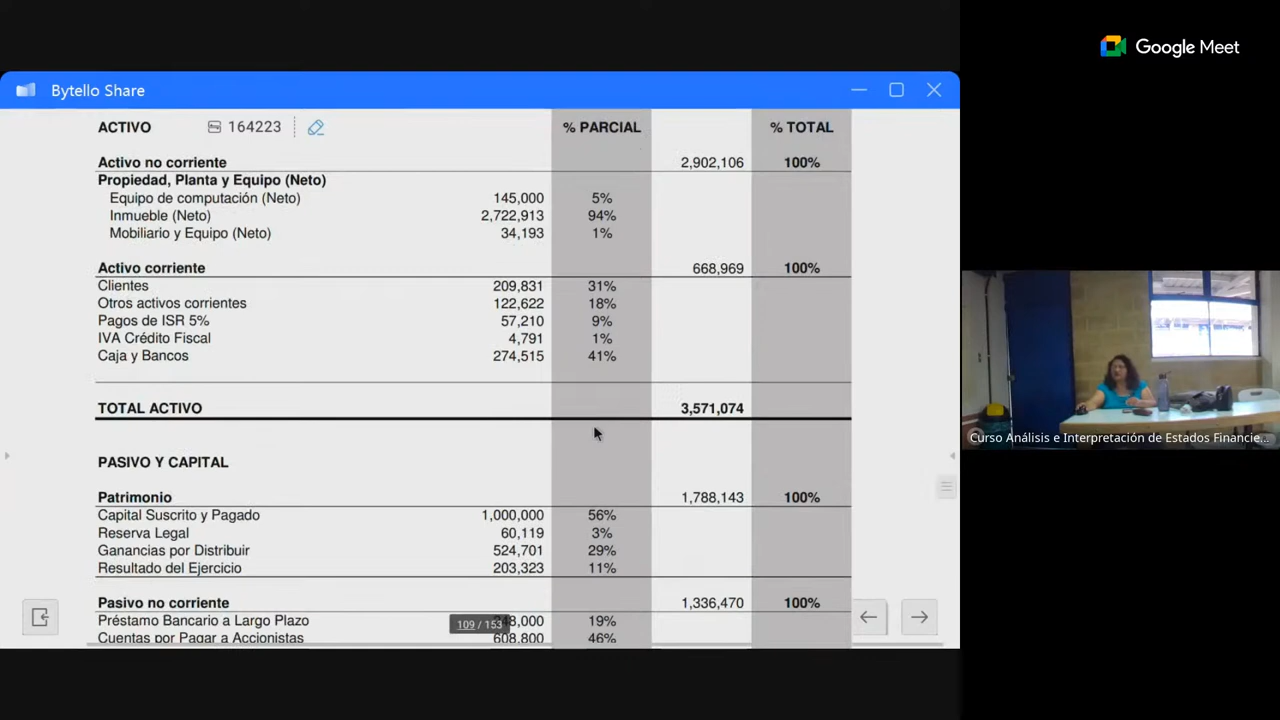 Google Meet
Bytello Share
ACTIVO 164223 % PARCIAL % TOTAL
Activo no corriente 2,902,106 100%
Propiedad, Planta y Equipo (Neto)
Equipo de computación (Neto) 145,000 5%
Inmueble (Neto) 2,722,913 94%
Mobiliario y Equipo (Neto) 34,193 1%
Activo corriente 668,969 100%
Clientes 209,831 31%
Otros activos corrientes 122,622 18%
Pagos de ISR 5% 57,210 9%
IVA Crédito Fiscal 4,791 1%
Caja y Bancos 274,515 41%
TOTAL ACTIVO 3,571,074
PASIVO Y CAPITAL
Patrimonio 1,788,143 100%
Capital Suscrito y Pagado 1,000,000 56%
Reserva Legal 60,119 3%
Ganancias por Distribuir 524,701 29%
Resultado del Ejercicio 203,323 11%
Pasivo no corriente 1,336,470 100%
Préstamo Bancario a Largo Plazo 19%
109 / 153
Cuentas por Pagar a Accionistas 608,800 46%
Curso Análisis e Interpretación de Estados Financie...